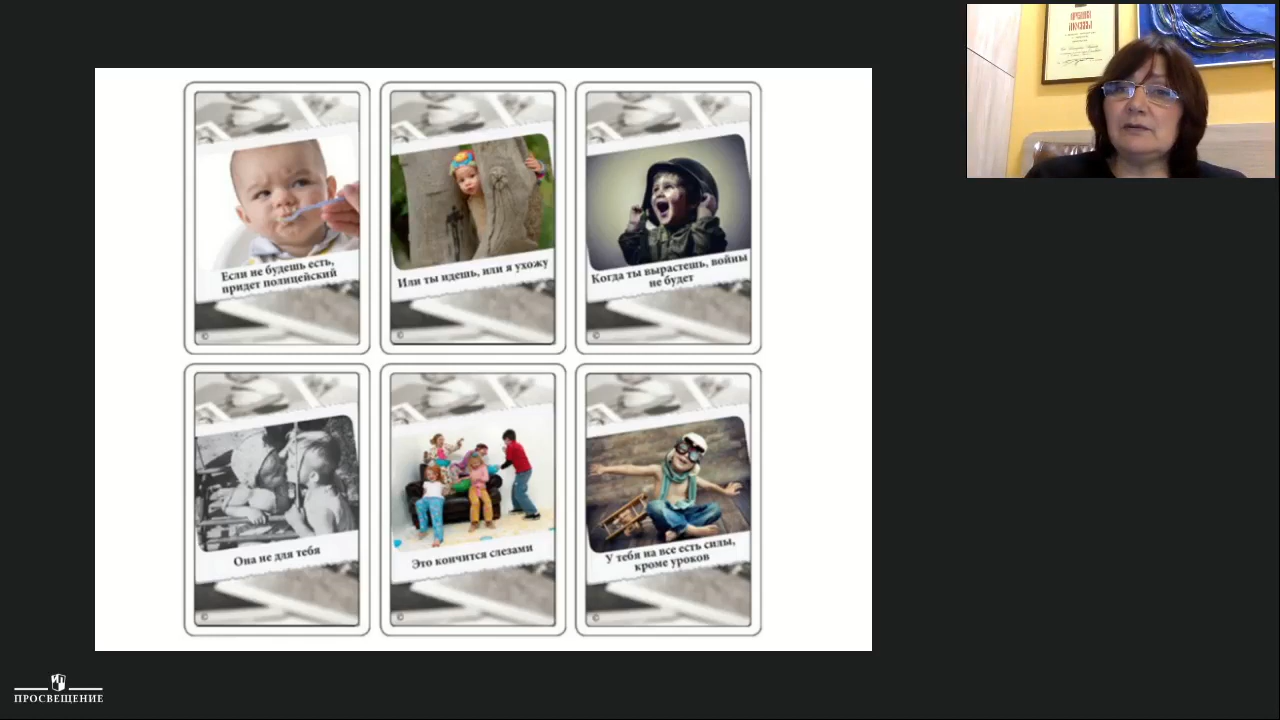 МОСКВЫ
Если не будешь есть,
придет полицейский
Или ты идешь, или я ухожу
Когда ты вырастешь, войны
не будет
©
©
©
Она не для тебя
Это кончится слезами
У тебя на все есть силы,
кроме уроков
©
©
©
ПРОСВЕЩЕНИЕ